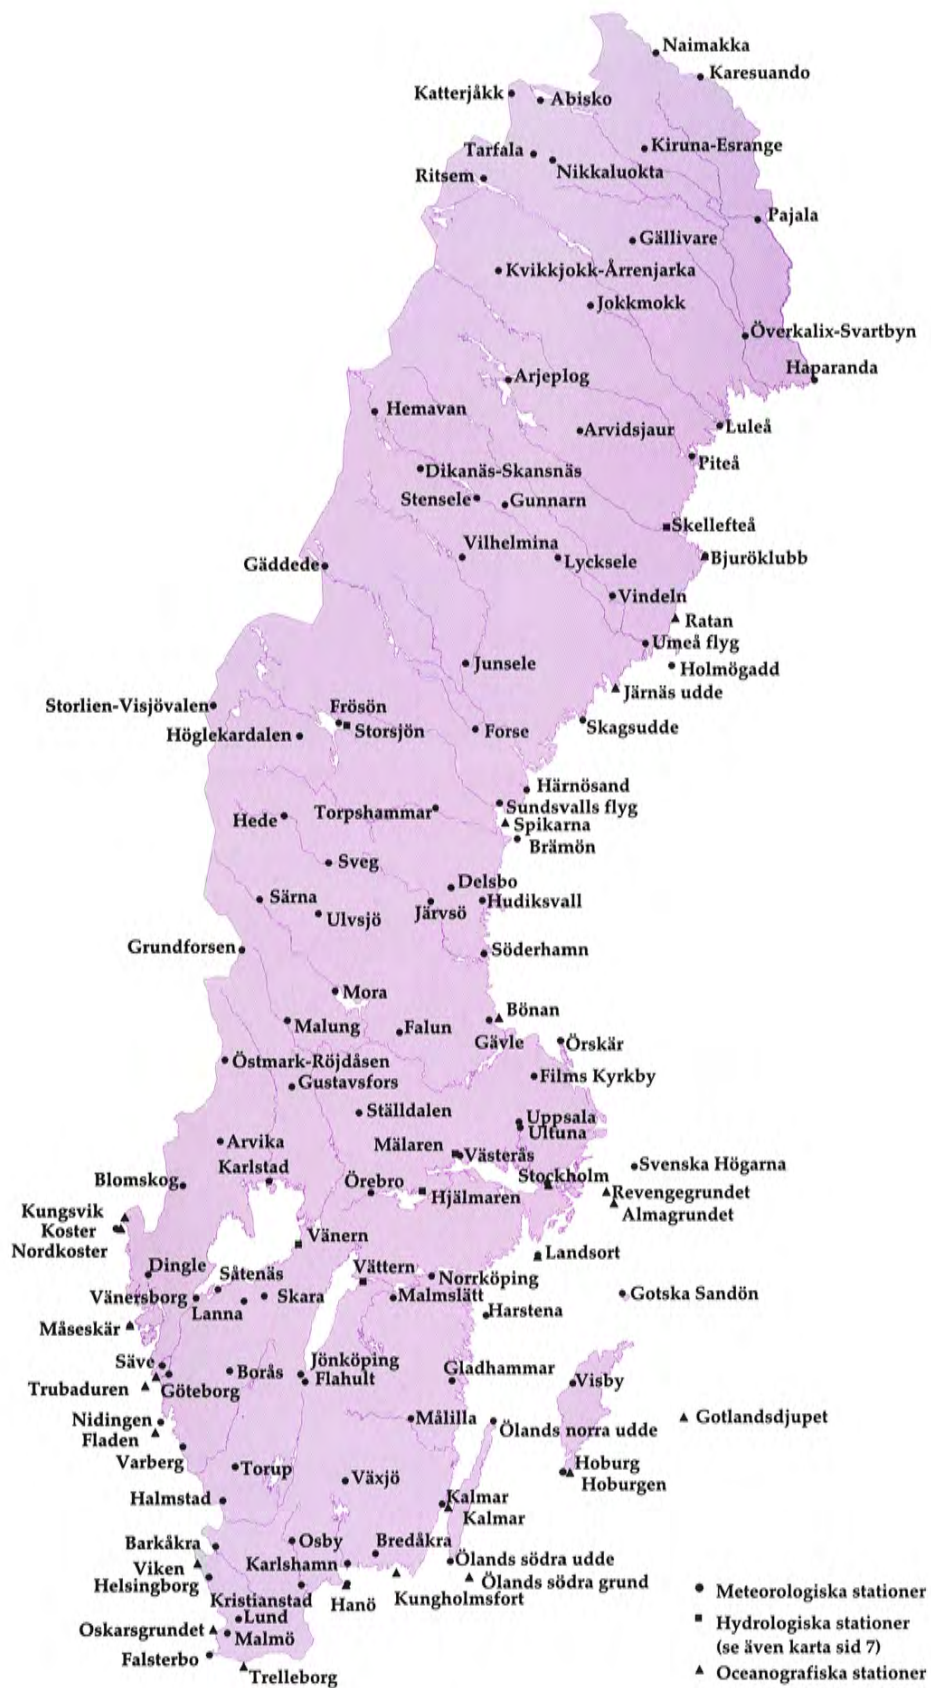 Naimakka
Karesuando
Katterjåkk
Abisko
Kiruna-Esrange
Tarfala
Nikkaluokta
Ritsem
Pajala
Gällivare
Kvikkjokk-Årrenjarka
Jokkmokk
Överkalix-Svartbyn
Haparanda
Arjeplog
Hemavan
Luleå
Arvidsjaur
Piteå
Dikanäs-Skansnäs
Stensele
Gunnarn
Skellefteå
Vilhelmina
Lycksele
Bjuröklubb
Gäddede
Vindeln
Ratan
Umeå flyg
Junsele
Holmögadd
Järnäs udde
Storlien-Visjövalen
Frösön
Storsjön
Höglekardalen
Forse
Skagsudde
Härnösand
Sundsvalls flyg
Torpshammar
Hede
Spikarna
Brämön
Sveg
Delsbo
Särna
Järvsö
Hudiksvall
Ulvsjö
Grundforsen
Söderhamn
Mora
Bönan
Malung
Falun
Gävle
Örskär
Östmark-Röjdåsen
Gustavsfors
Films Kyrkby
Ställdalen
Uppsala
Ultuna
Arvika
Mälaren
Västerås
Karlstad
Svenska Högarna
Blomskog
Örebro
Stockholm
Hjälmaren
Revengegrundet
Kungsvik
Almagrundet
Koster
Vänern
Nordkoster
Landsort
Dingle
Såtenäs
Vättern
Norrköping
Vänersborg
Skara
Malmslätt
Gotska Sandön
Lanna
Harstena
Måseskär
Säve
Jönköping
Gladhammar
Borås
Flahult
Visby
Trubaduren
Göteborg
Nidingen
Målilla
Gotlandsdjupet
Fladen
Ölands norra udde
Varberg
Torup
Hoburg
Växjö
Hoburgen
Halmstad
Kalmar
Kalmar
Barkåkra
Osby
Bredåkra
Viken
Karlshamn
Ölands södra udde
Helsingborg
Ölands södra grund
Kristianstad
Hanö
Kungholmsfort
Meteorologiska stationer
Lund
Oskarsgrundet
Malmö
Hydrologiska stationer
(se även karta sid 7)
Falsterbo
Trelleborg
Oceanografiska stationer